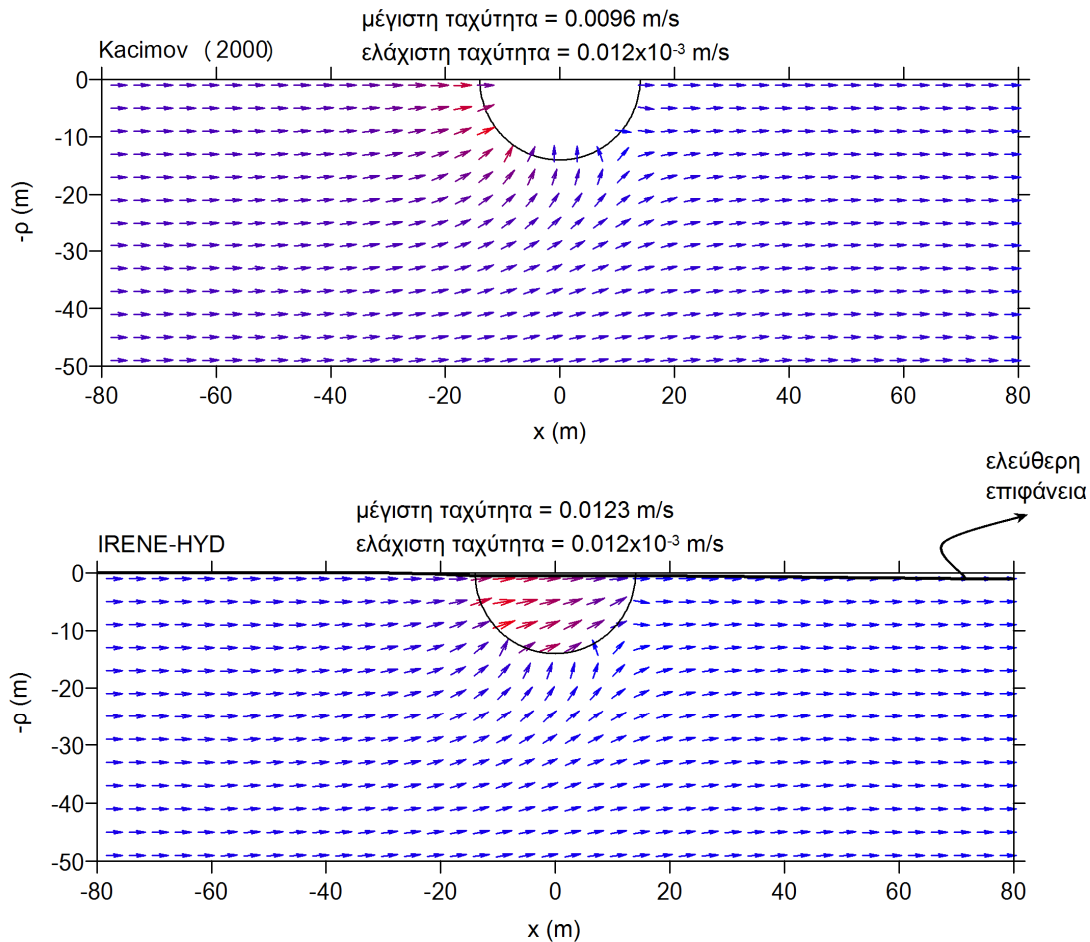 μέγιστη ταχύτητα = 0.0096 m/s
Kacimov (2000)
ελάχιστη ταχύτητα = 0.012x10-3 m/s
0
-10
-20
-30
-40
-50
-ρ (m)
-80 -60 -40 -20 0 20 40 60 80
x (m)
ελεύθερη
επιφάνεια
μέγιστη ταχύτητα = 0.0123 m/s
IRENE-HYD
ελάχιστη ταχύτητα = 0.012x10-3 m/s
0
-10
-20
-30
-40
-50
-ρ (m)
-80 -60 -40 -20 0 20 40 60 80
x (m)